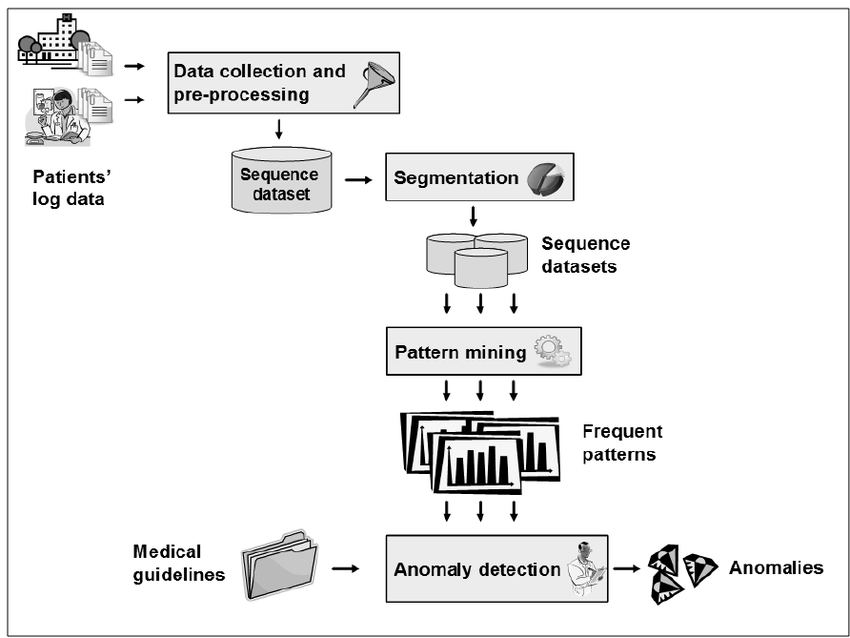 Data collection and
pre-processing
Patients'
log data
Sequence
dataset
Segmentation
Sequence
datasets
Pattern mining
Frequent
patterns
Medical
guidelines
Anomaly detection
Anomalies